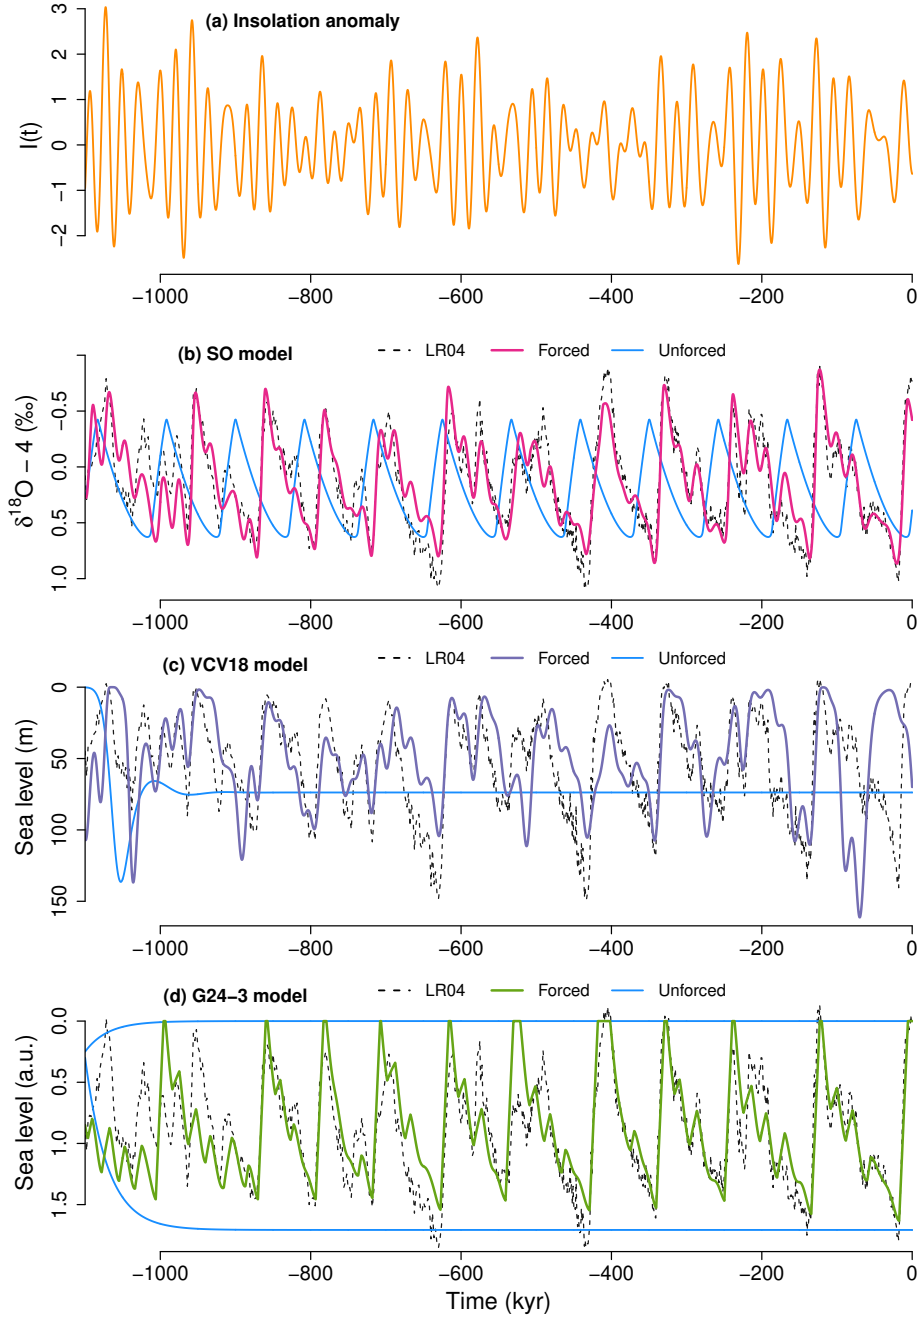 (a) Insolation anomaly
I(t)
3
2
1
0
−1
−2
−1000 −800 −600 −400 −200 0
(b) SO model
LR04 Forced Unforced
δ18O − 4 (‰)
−0.5
0.0
0.5
1.0
−1000 −800 −600 −400 −200 0
(c) VCV18 model
LR04 Forced Unforced
Sea level (m)
0
50
100
150
−1000 −800 −600 −400 −200 0
(d) G24−3 model
LR04 Forced Unforced
Sea level (a.u.)
0.0
0.5
1.0
1.5
−1000 −800 −600 −400 −200 0
Time (kyr)